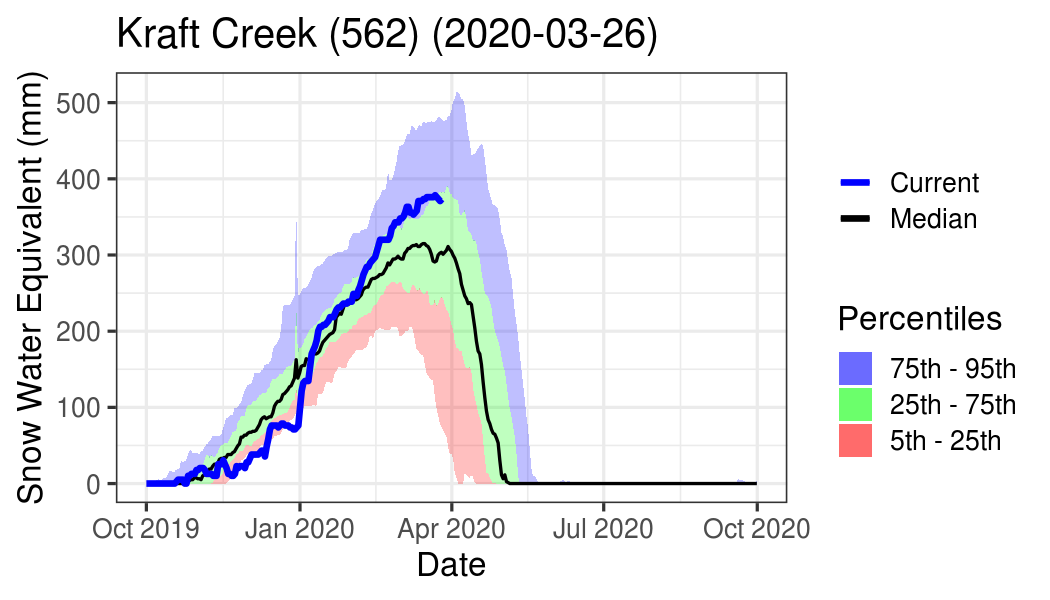 Kraft Creek (562) (2020-03-26)
Snow Water Equivalent (mm)
500
400
300
200
100
0
Oct 2019 Jan 2020 Apr 2020 Jul 2020 Oct 2020
Date
Current
Median
Percentiles
75th - 95th
25th - 75th
5th - 25th